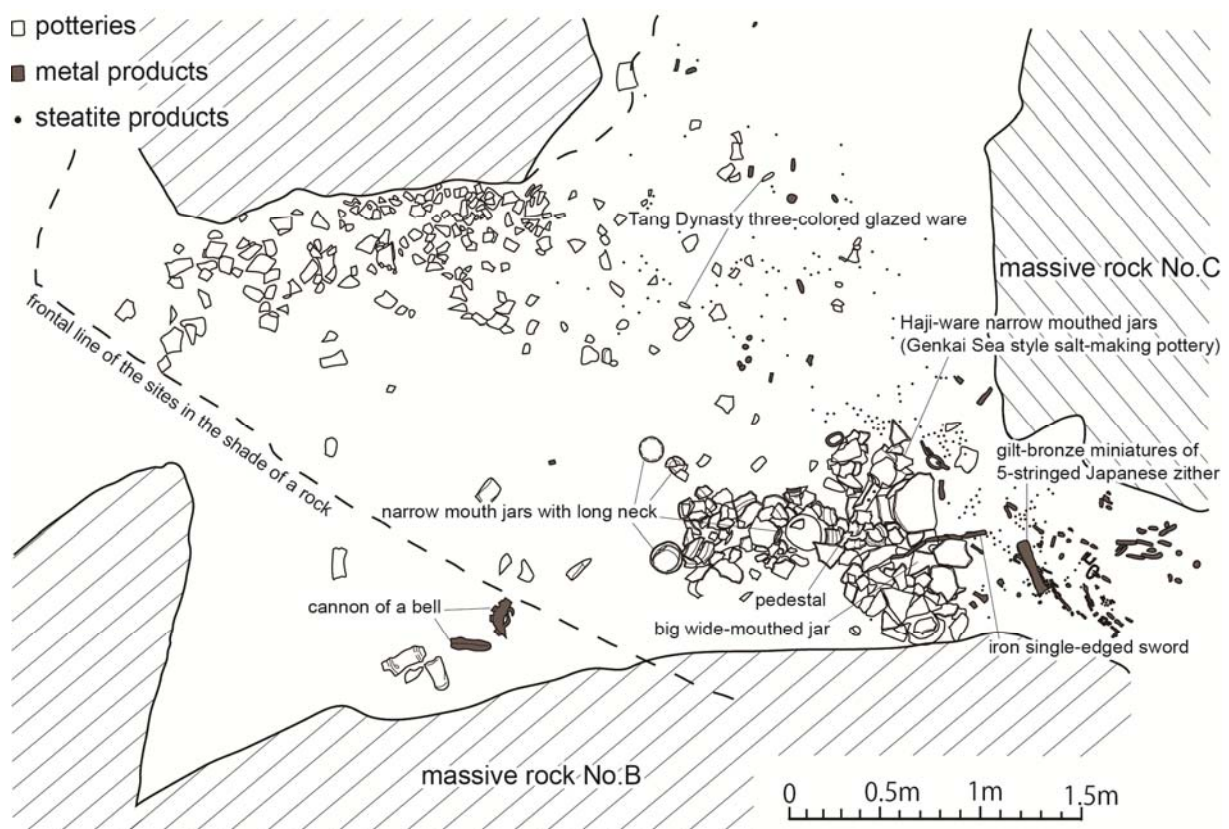 potteries
metal products
steatite products
Tang Dynasty three-colored glazed ware
massive rock No.C
Haji-ware narrow mouthed jars
(Genkai Sea style salt-making pottery)
frontal line of the sites in the shade of a rock
gilt-bronze miniatures of
5-stringed Japanese zither
narrow mouth jars with long neck
cannon of a bell
pedestal
big wide-mouthed jar
iron single-edged sword
massive rock No.B
0 0.5m 1m 1.5m